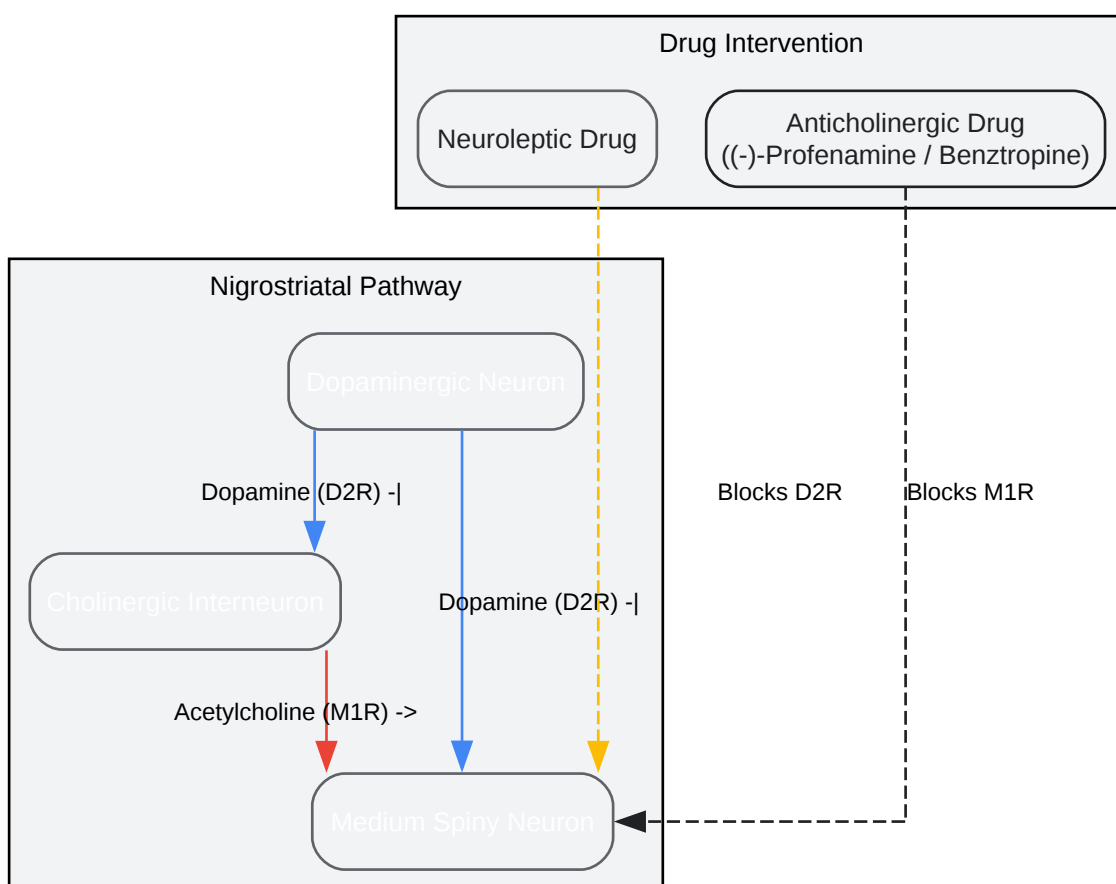 Drug Intervention
Neuroleptic Drug
Anticholinergic Drug
((-)-Profenamine / Benztropine)
Nigrostriatal Pathway
Dopaminergic Neuron
Dopamine (D2R) -|
Blocks D2R
Blocks M1R
Cholinergic Interneuron
Dopamine (D2R) -|
Acetylcholine (M1R) ->
Medium Spiny Neuron